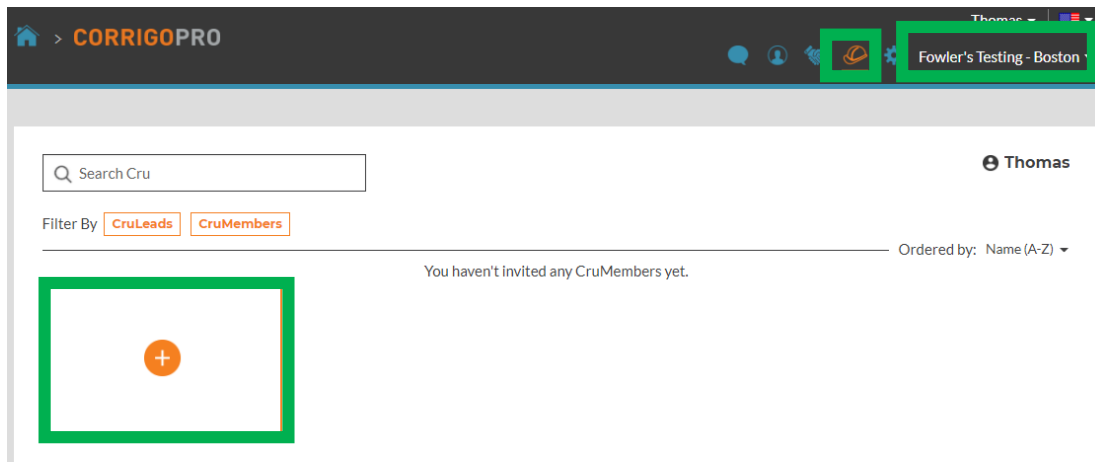 Thomas
> CORRIGOPRO
Fowler's Testing - Boston
Search Cru
Thomas
Filter By CruLeads CruMembers
Ordered by: Name (A-Z)
You haven't invited any CruMembers yet.